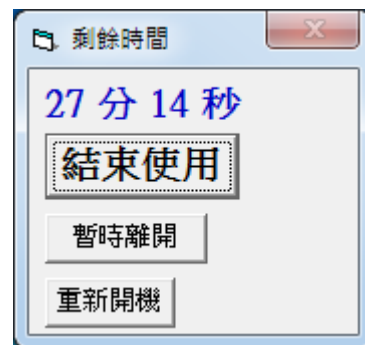 剩餘時間
27 分 14 秒
結束使用
暫時離開
重新開機